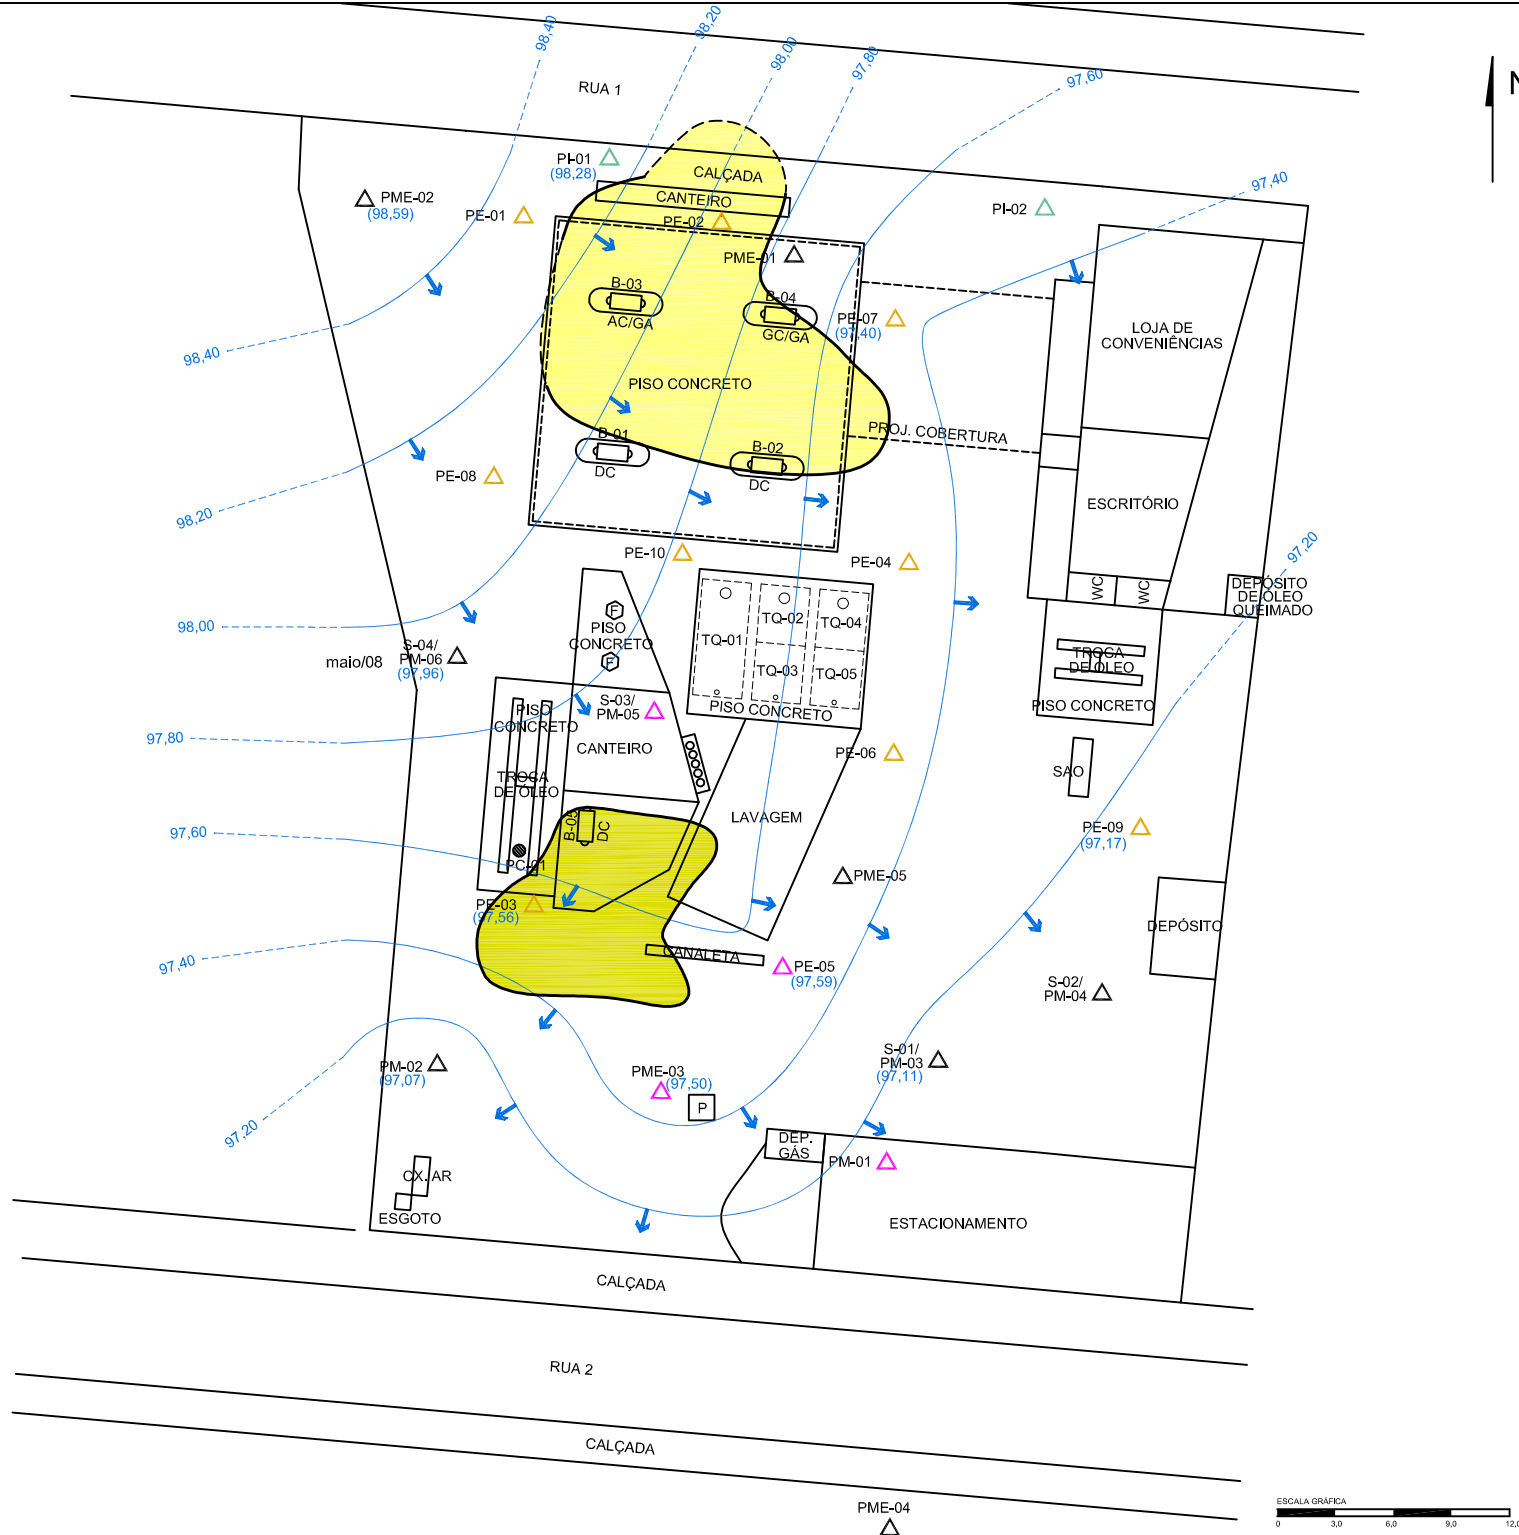 98,40
98,20
98,00
97,80
97,60
N
RUA 1
PI-01
(98,28)
CALÇADA
CANTEIRO
PME-02
(98,59)
PE-01
PE-02
PI-02
97,40
PME-01
B-03
AC/GA
B-04
GC/GA
PE-07
(97,40)
LOJA DE
CONVENIÊNCIAS
98,40
PISO CONCRETO
B-01
DC
B-02
DC
PROJ. COBERTURA
PE-08
98,20
ESCRITÓRIO
97,20
PE-10
PE-04
WC
WC
DEPÓSITO
DE ÓLEO
QUEIMADO
98,00
F
PISO
CONCRETO
F
TQ-01
TQ-02
TQ-04
TQ-03
TQ-05
PISO CONCRETO
S-04/
PM-06
(97,96)
maio/08
TROCA
DE ÓLEO
PISO CONCRETO
S-03/
PM-05
97,80
PISO
CONCRETO
CANTEIRO
PE-06
SAO
TROCA
DE ÓLEO
97,60
B-05
DC
LAVAGEM
PE-09
(97,17)
PC-01
PME-05
PE-03
(97,56)
DEPÓSITO
97,40
CANALETA
PE-05
(97,59)
S-02/
PM-04
PM-02
(97,07)
PME-03
(97,50)
P
S-01/
PM-03
(97,11)
97,20
DEP.
GÁS
PM-01
CX. AR
ESGOTO
ESTACIONAMENTO
CALÇADA
RUA 2
CALÇADA
PME-04
ESCALA GRÁFICA
0 3,0 6,0 9,0 12,0